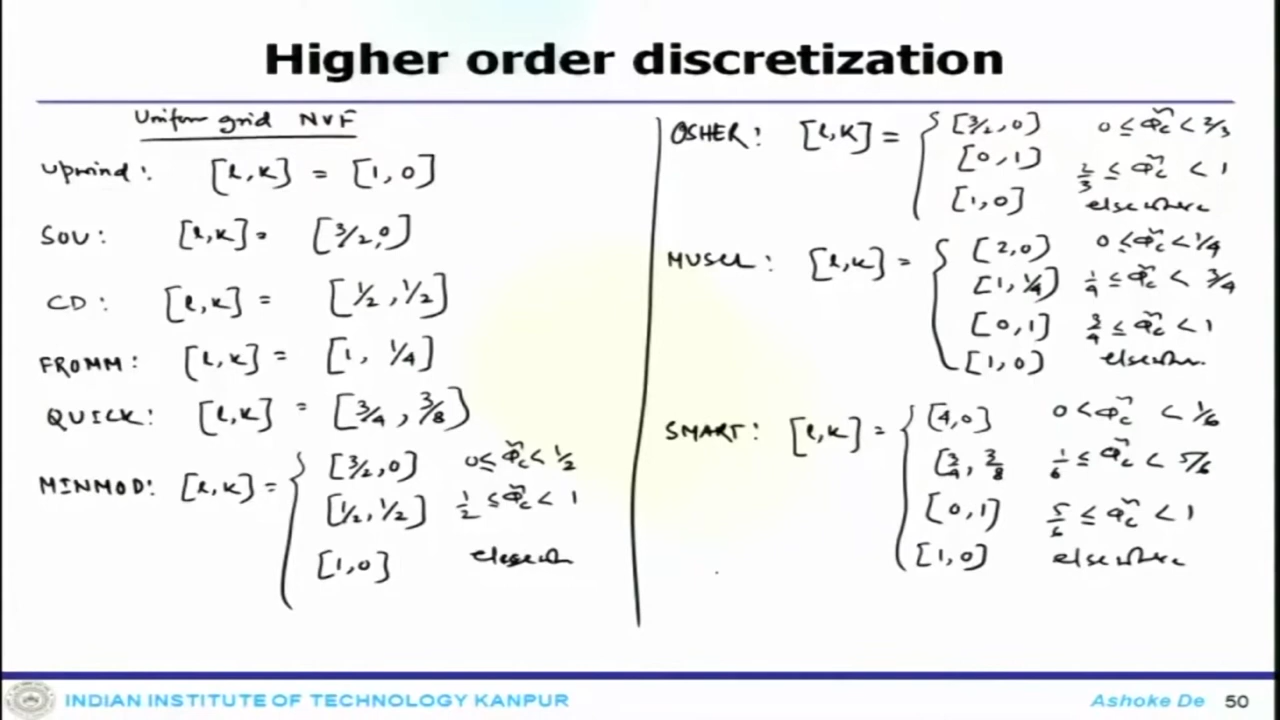 Higher order discretization
Uniform grid NVF
Upwind: [l,k] = [1,0]
SOU: [l,k] = [3/2,0]
CD: [l,k] = [1/2,1/2]
FROMM: [l,k] = [1, 1/4]
QUICK: [l,k] = [3/4, 3/8]
MINMOD: [l,k] = { [3/2,0] 0 ≤ φ̃c < 1/2
[1/2,1/2] 1/2 ≤ φ̃c < 1
[1,0] elsewh
OSHER: [l,k] = { [3/2,0] 0 ≤ φ̃c < 2/3
[0,1] 2/3 ≤ φ̃c < 1
[1,0] elsewhere
MUSCL: [l,k] = { [2,0) 0 ≤ φ̃c < 1/4
[1,1/4] 1/4 ≤ φ̃c < 3/4
[0,1] 3/4 ≤ φ̃c < 1
[1,0) elsewhere
SMART: [l,k] = { [4,0] 0 < φ̃c < 1/6
[3/4, 3/8 1/6 ≤ φ̃c < 5/6
[0,1] 5/6 ≤ φ̃c < 1
[1,0] elsewhere
INDIAN INSTITUTE OF TECHNOLOGY KANPUR
Ashoke De 50